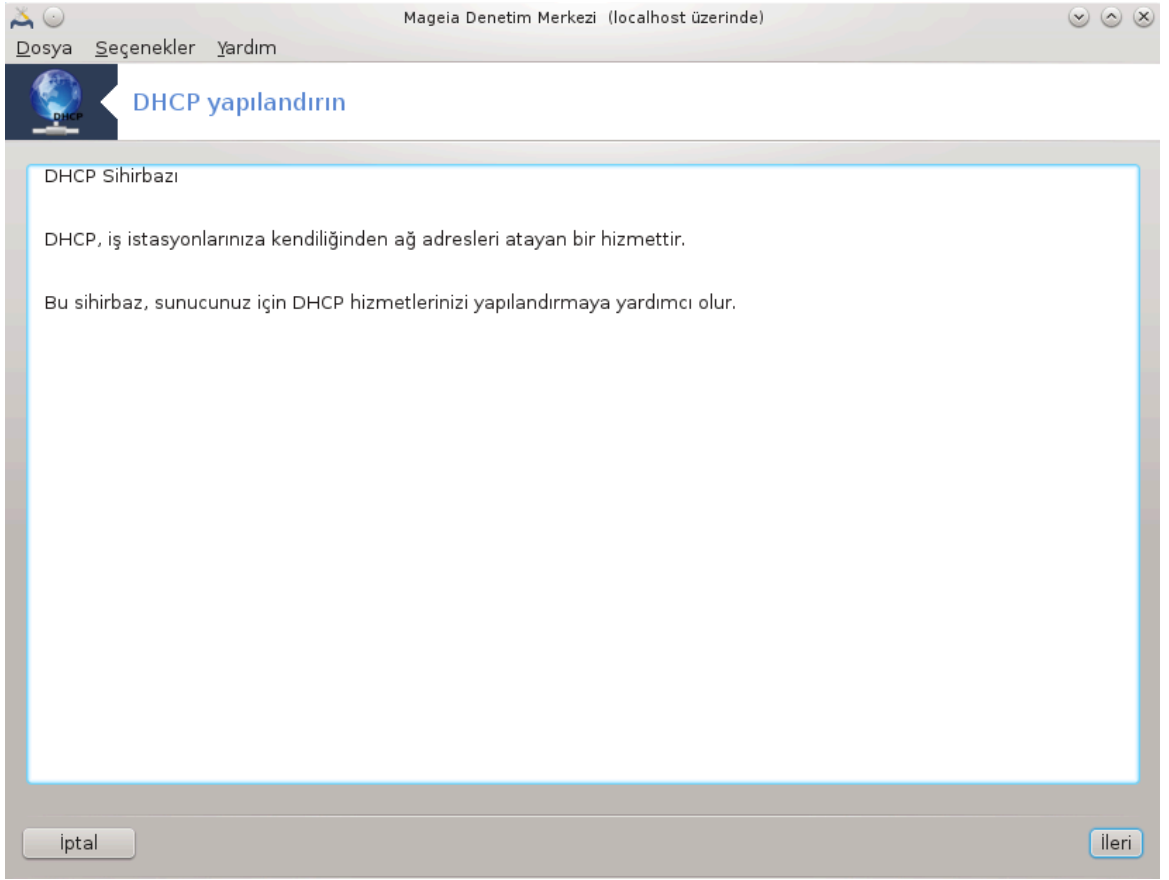 Mageia Denetim Merkezi (localhost üzerinde)
Dosya Seçenekler Yardım
DHCP
DHCP yapılandırın
DHCP Sihirbazı
DHCP, iş istasyonlarınıza kendiliğinden ağ adresleri atayan bir hizmettir.
Bu sihirbaz, sunucunuz için DHCP hizmetlerinizi yapılandırmaya yardımcı olur.
İptal
İleri